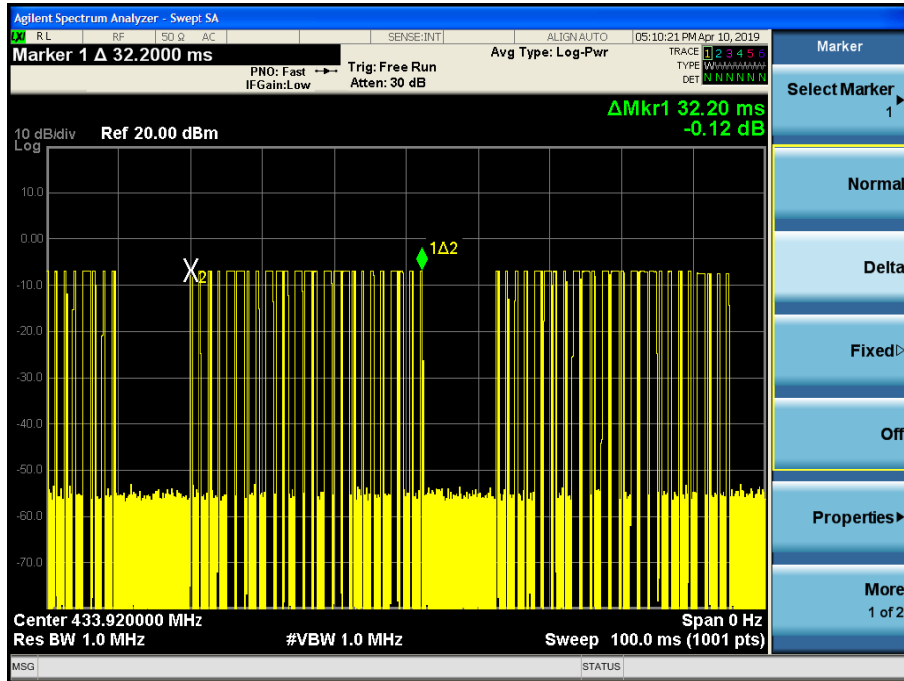 Agilent Spectrum Analyzer - Swept SA
LXI RL RF 50 Ω AC SENSE:INT ALIGN AUTO 05:10:21 PM Apr 10, 2019
Marker 1 Δ 32.2000 ms
PNO: Fast
IFGain:Low
Trig: Free Run
Atten: 30 dB
Avg Type: Log-Pwr
TRACE 1 2 3 4 5 6
TYPE W
DET N N N N N N
ΔMkr1 32.20 ms
-0.12 dB
10 dB/div Ref 20.00 dBm
Log
10.0
0.00
-10.0
-20.0
-30.0
-40.0
-50.0
-60.0
-70.0
X2
1Δ2
Center 433.920000 MHz Span 0 Hz
Res BW 1.0 MHz #VBW 1.0 MHz Sweep 100.0 ms (1001 pts)
MSG STATUS
Marker
Select Marker
1
Normal
Delta
Fixed
Off
Properties
More
1 of 2